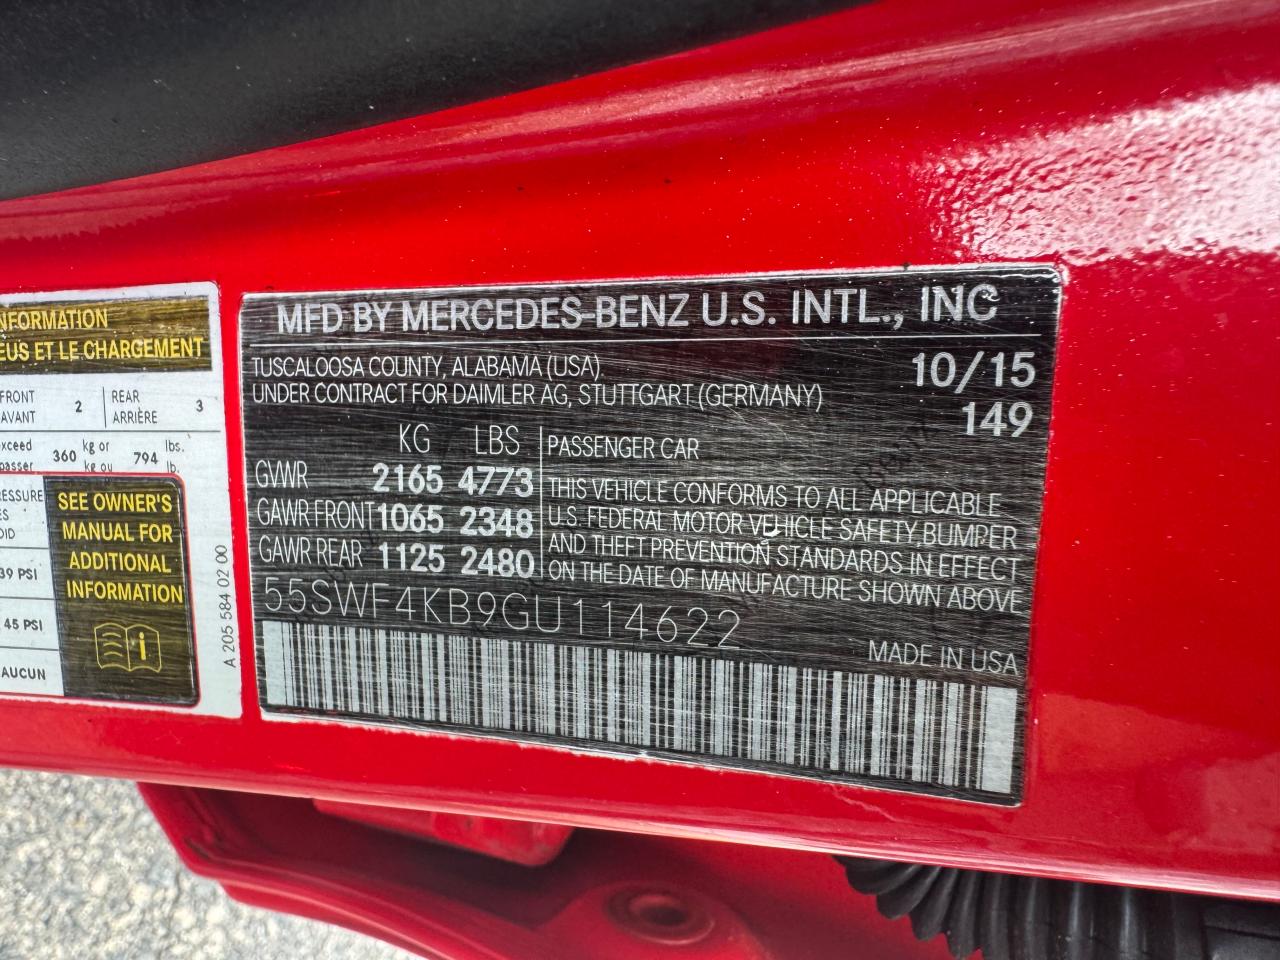 NFORMATION
EUS ET LE CHARGEMENT
FRONT 2 REAR 3
AVANT ARRIÈRE
xceed 360 kg or 794 lbs.
passer kg ou lb.
RESSURE
ES
OID
39 PSI
45 PSI
AUCUN
SEE OWNER'S
MANUAL FOR
ADDITIONAL
INFORMATION
i
A 205 584 02 00
MFD BY MERCEDES-BENZ U.S. INTL., INC
TUSCALOOSA COUNTY, ALABAMA (USA). 10/15
UNDER CONTRACT FOR DAIMLER AG, STUTTGART (GERMANY) 149
KG LBS PASSENGER CAR
GVWR 2165 4773
GAWR FRONT 1065 2348
GAWR REAR 1125 2480
THIS VEHICLE CONFORMS TO ALL APPLICABLE
U.S. FEDERAL MOTOR VEHICLE SAFETY, BUMPER
AND THEFT PREVENTION STANDARDS IN EFFECT
ON THE DATE OF MANUFACTURE SHOWN ABOVE
55SWF4KB9GU114622
MADE IN USA